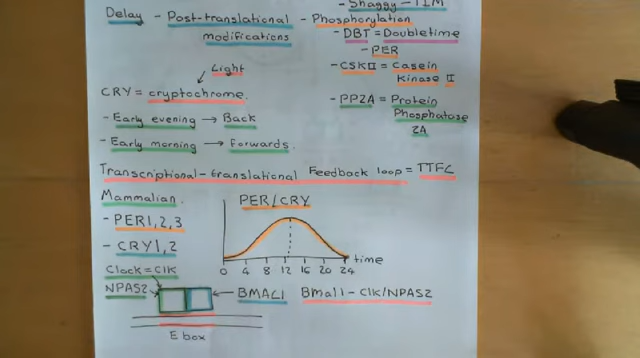 - Shaggy - TIM
Delay - Post-translational modifications - Phosphorylation
- DBT = Doubletime
- PER
- CSKII = Casein Kinase II
- PP2A = Protein Phosphatase 2A
Light
CRY = cryptochrome.
- Early evening → Back
- Early morning → Forwards.
Transcriptional-translational Feedback loop = TTFL
Mammalian
- PER1,2,3
- CRY1,2
PER/CRY
0 4 8 12 16 20 24 time
Clock = Clk
NPAS2
BMAL1
Bmal1 - Clk/NPAS2
E box